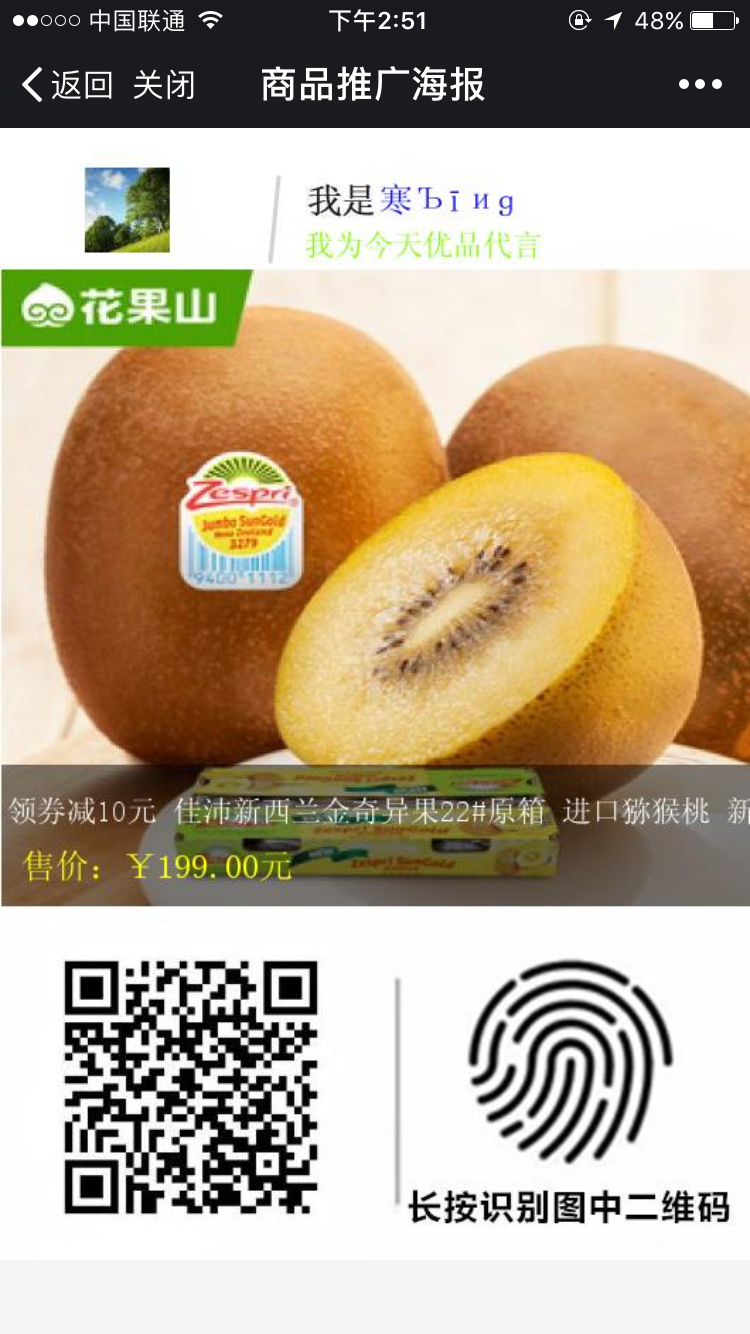 中国联通 下午2:51 48%
返回 关闭 商品推广海报
我是寒Ъīиg
我为今天优品代言
花果山
Zespri
Jumbo SunGold
New Zealand
3279
9400 1112
领券减10元 佳沛新西兰金奇异果22#原箱 进口猕猴桃 新
Zespri SunGold
售价：￥199.00元
长按识别图中二维码